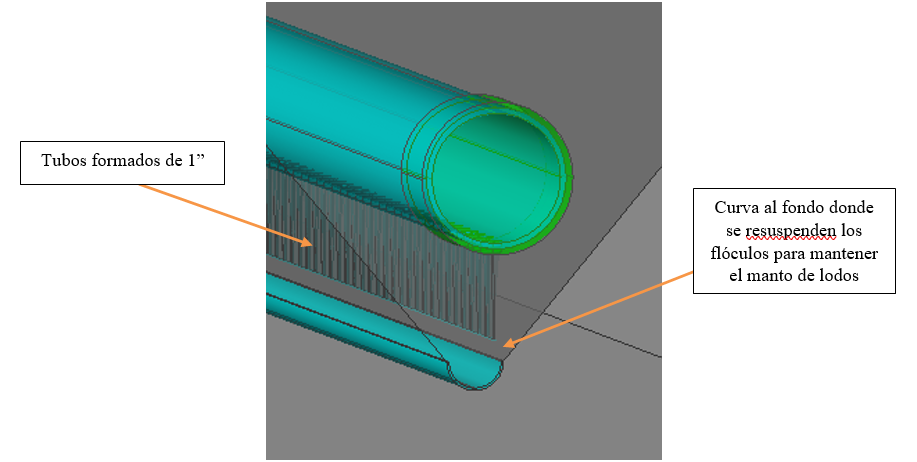 Tubos formados de 1”
Curva al fondo donde
se resuspenden los
flóculos para mantener
el manto de lodos